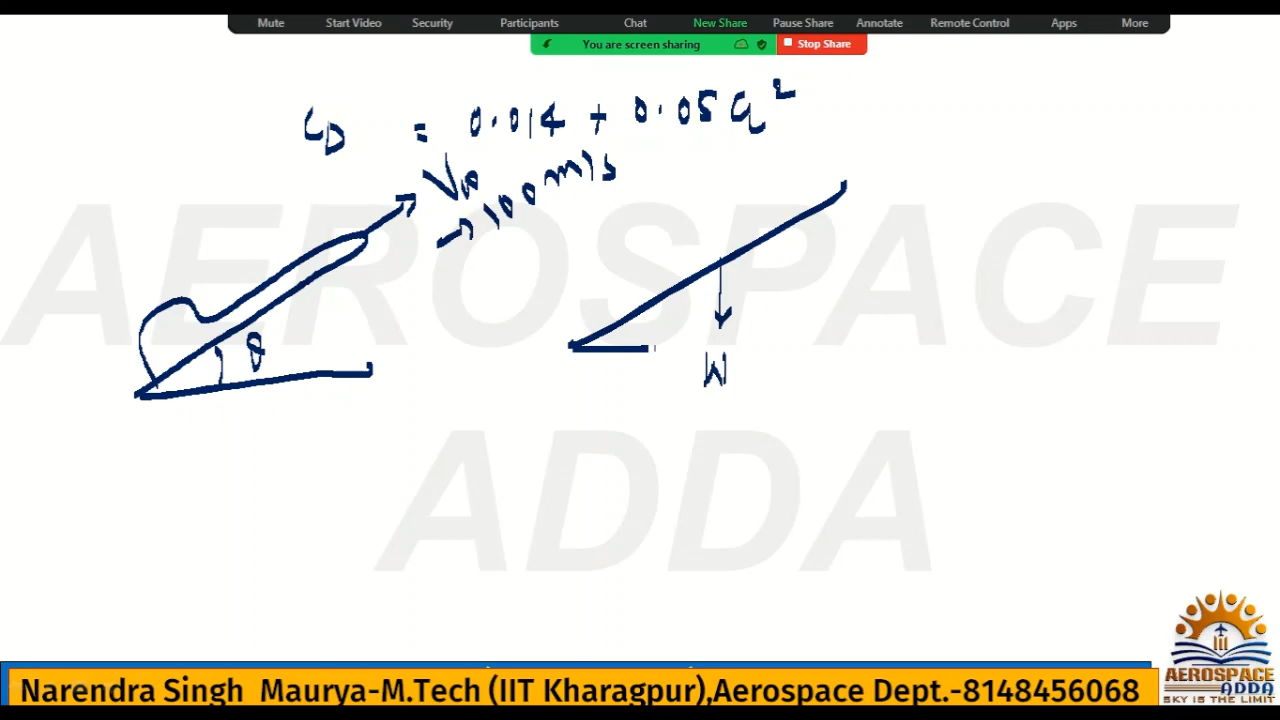 Mute Start Video Security Participants Chat New Share Pause Share Annotate Remote Control Apps More
You are screen sharing Stop Share
CD = 0.014 + 0.05 CL²
V∞
→ 100 m/s
θ
W
AEROSPACE
ADDA
Narendra Singh Maurya-M.Tech (IIT Kharagpur),Aerospace Dept.-8148456068
AEROSPACE
ADDA
SKY IS THE LIMIT